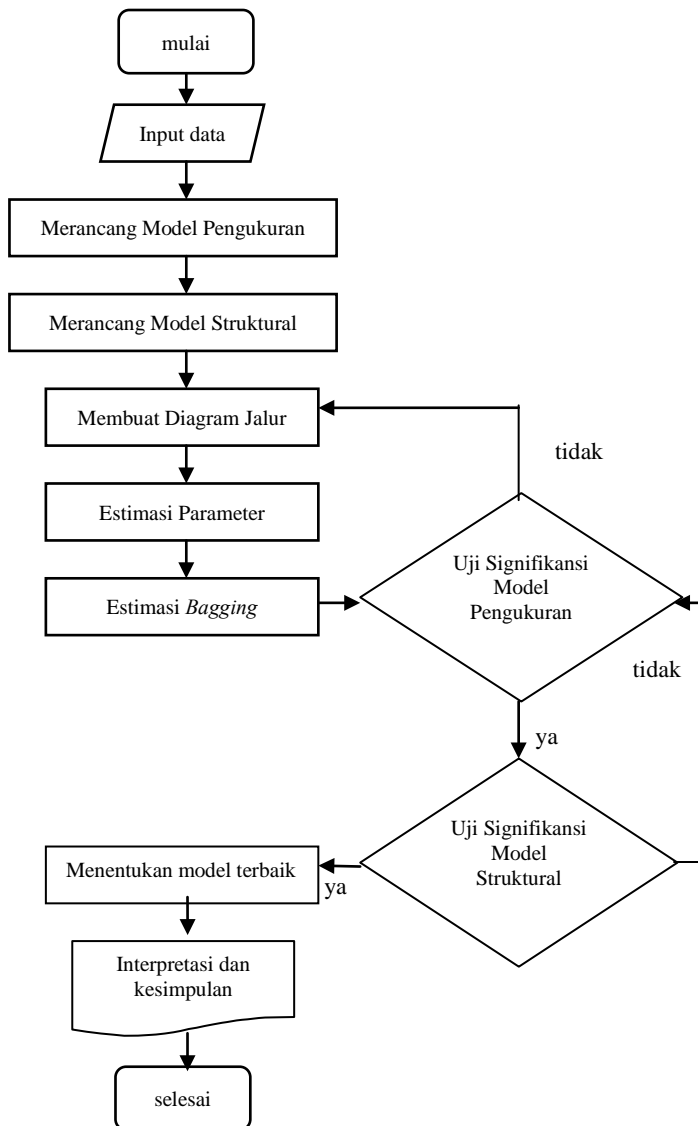 mulai
Input data
Merancang Model Pengukuran
Merancang Model Struktural
Membuat Diagram Jalur
tidak
Estimasi Parameter
Uji Signifikansi
Model
Pengukuran
Estimasi Bagging
tidak
ya
Uji Signifikansi
Model
Struktural
Menentukan model terbaik
ya
Interpretasi dan
kesimpulan
selesai